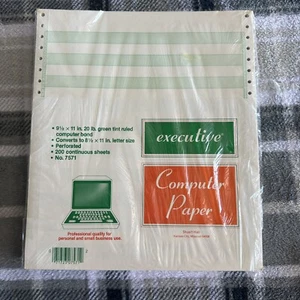 • 9½ × 11 in. 20 lb. green tint ruled
computer bond
• Converts to 8½ × 11 in. letter size
• Perforated
• 200 continuous sheets
• No. 7571
executive®
Computer
Paper
Professional quality for
personal and small business use.